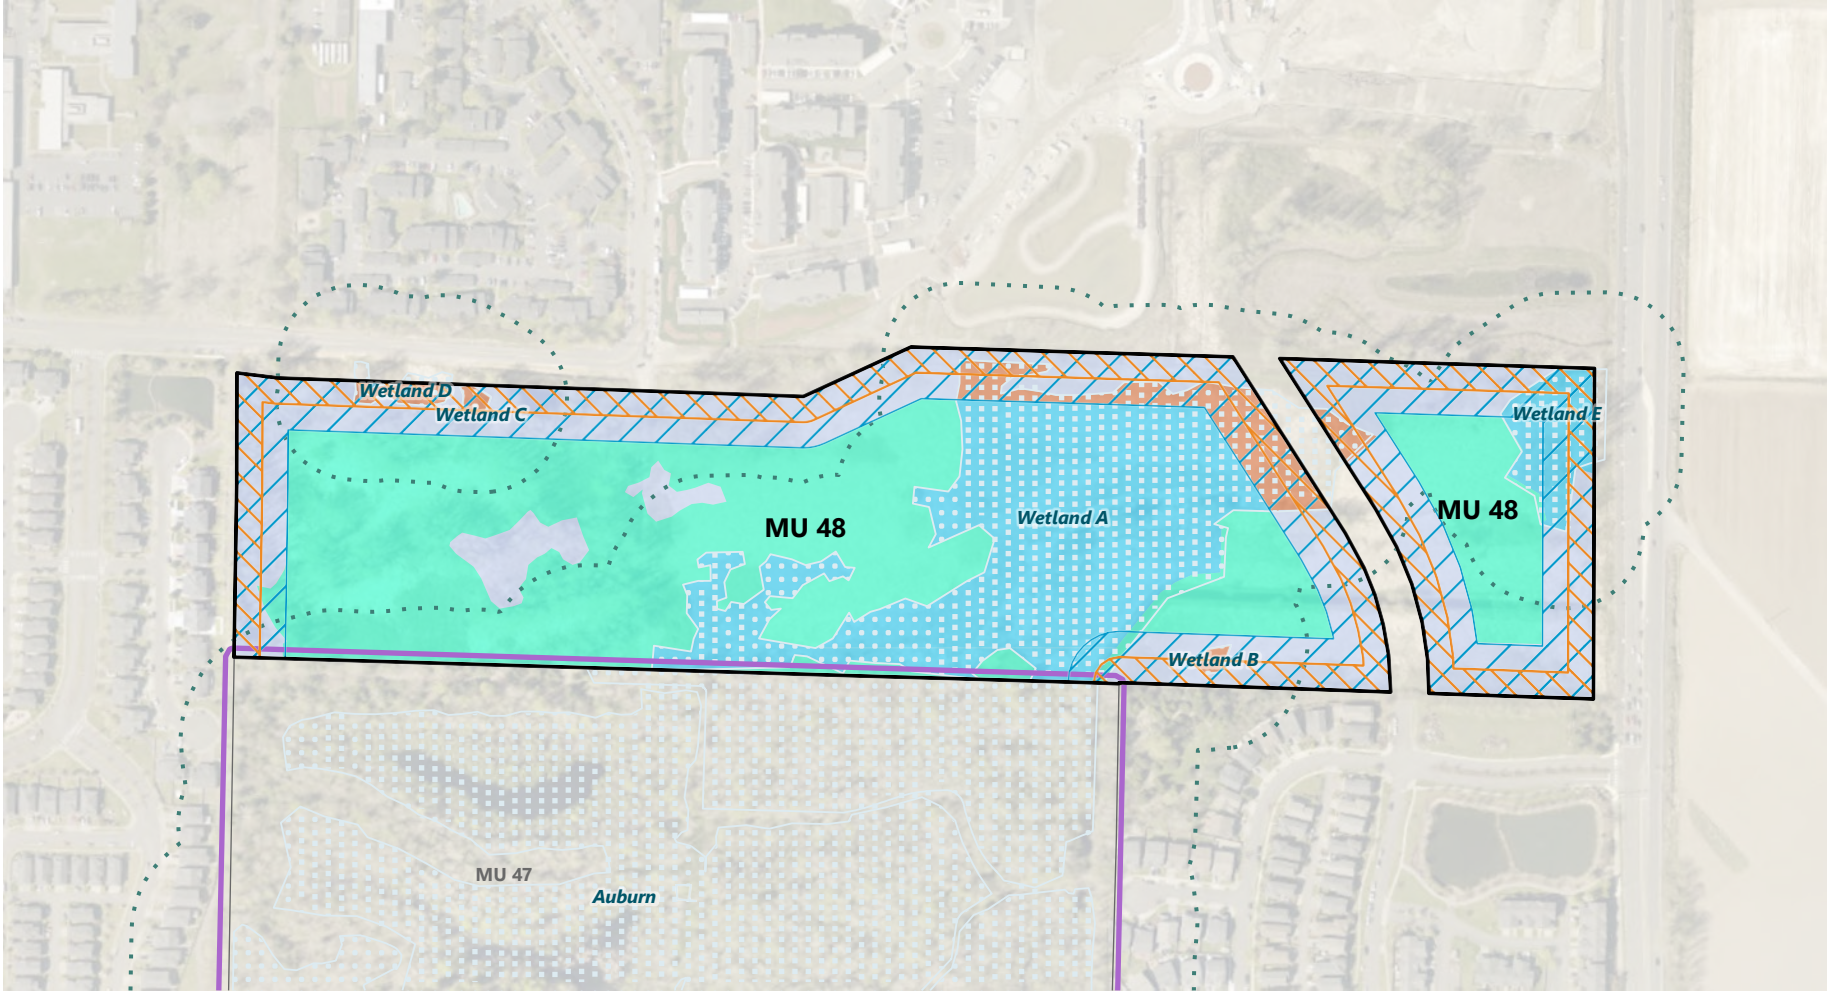 Wetland D
Wetland C
Wetland E
MU 48
Wetland A
MU 48
Wetland B
MU 47
Auburn